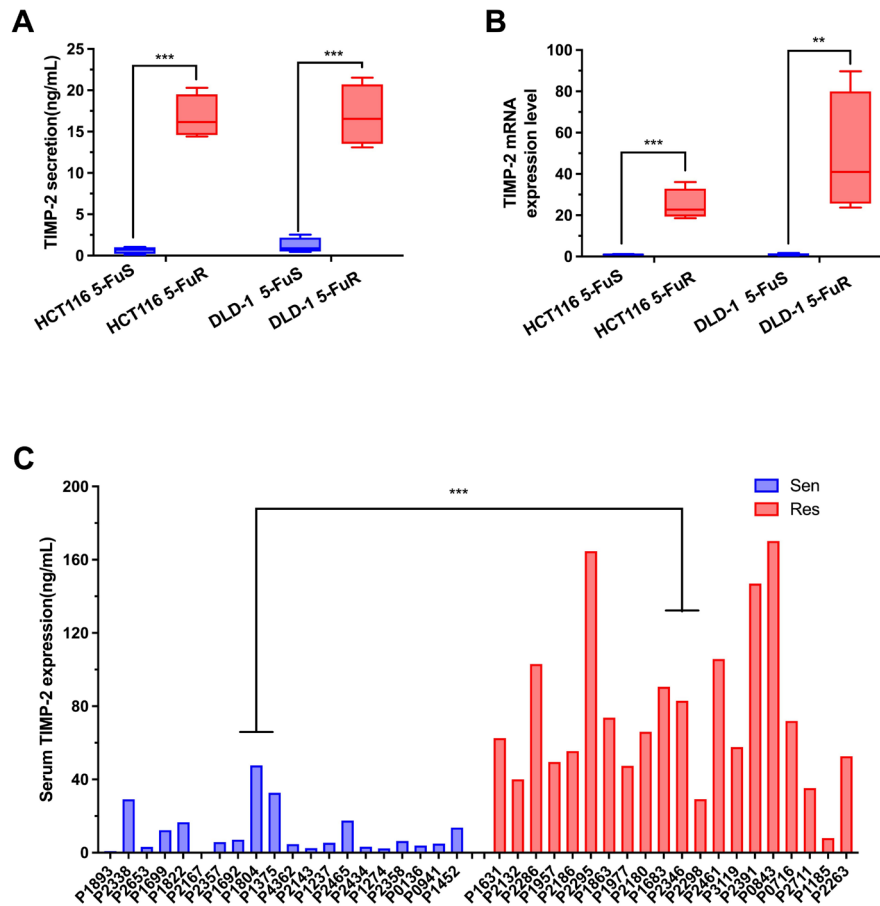 A
TIMP-2 secretion(ng/mL)
25
20
15
10
5
0
***
***
HCT116 5-FuS
HCT116 5-FuR
DLD-1 5-FuS
DLD-1 5-FuR
B
TIMP-2 mRNA
expression level
100
80
60
40
20
0
***
**
HCT116 5-FuS
HCT116 5-FuR
DLD-1 5-FuS
DLD-1 5-FuR
C
Serum TIMP-2 expression(ng/mL)
200
160
120
80
40
0
***
Sen
Res
P1893
P2338
P2653
P1699
P1822
P2167
P2357
P1692
P1804
P1375
P4362
P2143
P1237
P2465
P2434
P1274
P2358
P0136
P0941
P1452
P1631
P2132
P2286
P1957
P2186
P2295
P1863
P1977
P2180
P1683
P2346
P2298
P2461
P3119
P2391
P0843
P0716
P2711
P1185
P2263